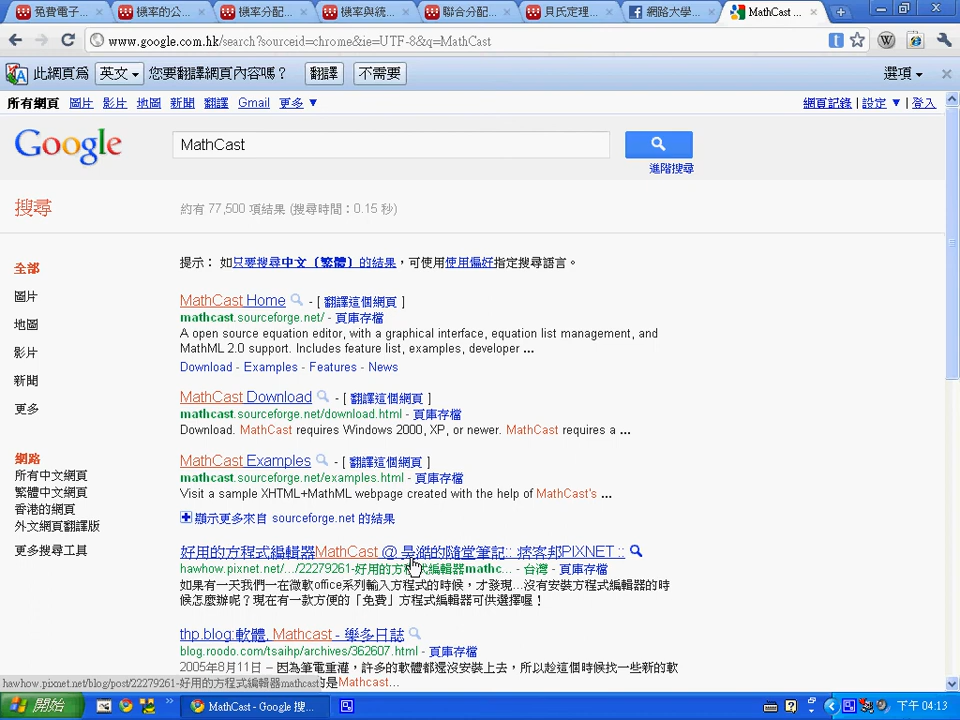 免費電子...
機率的公...
機率分配...
機率與統...
聯合分配...
貝氏定理...
網路大學...
MathCast ...
www.google.com.hk/search?sourceid=chrome&ie=UTF-8&q=MathCast
此網頁為 英文 您要翻譯網頁內容嗎？ 翻譯 不需要 選項
所有網頁 圖片 影片 地圖 新聞 翻譯 Gmail 更多 ▼ 網頁記錄 | 設定 ▼ | 登入
Google
MathCast
進階搜尋
搜尋
約有 77,500 項結果 (搜尋時間：0.15 秒)
提示： 如只要搜尋中文〔繁體〕的結果，可使用使用偏好指定搜尋語言。
全部
圖片
地圖
影片
新聞
更多
網路
所有中文網頁
繁體中文網頁
香港的網頁
外文網頁翻譯版
更多搜尋工具
MathCast Home - [ 翻譯這個網頁 ]
mathcast.sourceforge.net/ - 頁庫存檔
A open source equation editor, with a graphical interface, equation list management, and
MathML 2.0 support. Includes feature list, examples, developer ...
Download - Examples - Features - News
MathCast Download - [ 翻譯這個網頁 ]
mathcast.sourceforge.net/download.html - 頁庫存檔
Download. MathCast requires Windows 2000, XP, or newer. MathCast requires a ...
MathCast Examples - [ 翻譯這個網頁 ]
mathcast.sourceforge.net/examples.html - 頁庫存檔
Visit a sample XHTML+MathML webpage created with the help of MathCast's ...
顯示更多來自 sourceforge.net 的結果
好用的方程式編輯器MathCast @ 是澔的隨堂筆記:: 痞客邦PIXNET ::
hawhow.pixnet.net/.../22279261-好用的方程式編輯器mathc... - 台灣 - 頁庫存檔
如果有一天我們一在微軟office系列輸入方程式的時候，才發現...沒有安裝方程式編輯器的時
候怎麼辦呢？現在有一款方便的「免費」方程式編輯器可供選擇喔！
thp.blog:軟體, Mathcast - 樂多日誌
blog.roodo.com/tsaihp/archives/362607.html - 頁庫存檔
2005年8月11日 – 因為筆電重灌，許多的軟體都還沒安裝上去，所以趁這個時候找一些新的軟
的是Mathcast...
hawhow.pixnet.net/blog/post/22279261-好用的方程式編輯器mathcast
開始
MathCast - Google 搜...
下午 04:13